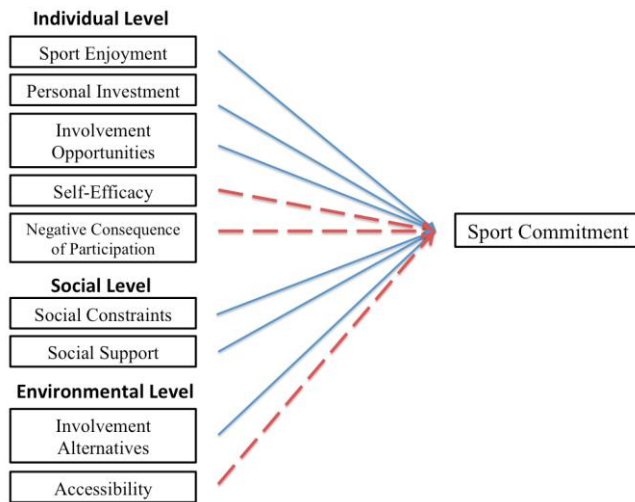 Individual Level
Sport Enjoyment
Personal Investment
Involvement
Opportunities
Self-Efficacy
Negative Consequence
of Participation
Social Level
Social Constraints
Social Support
Environmental Level
Involvement
Alternatives
Accessibility
Sport Commitment